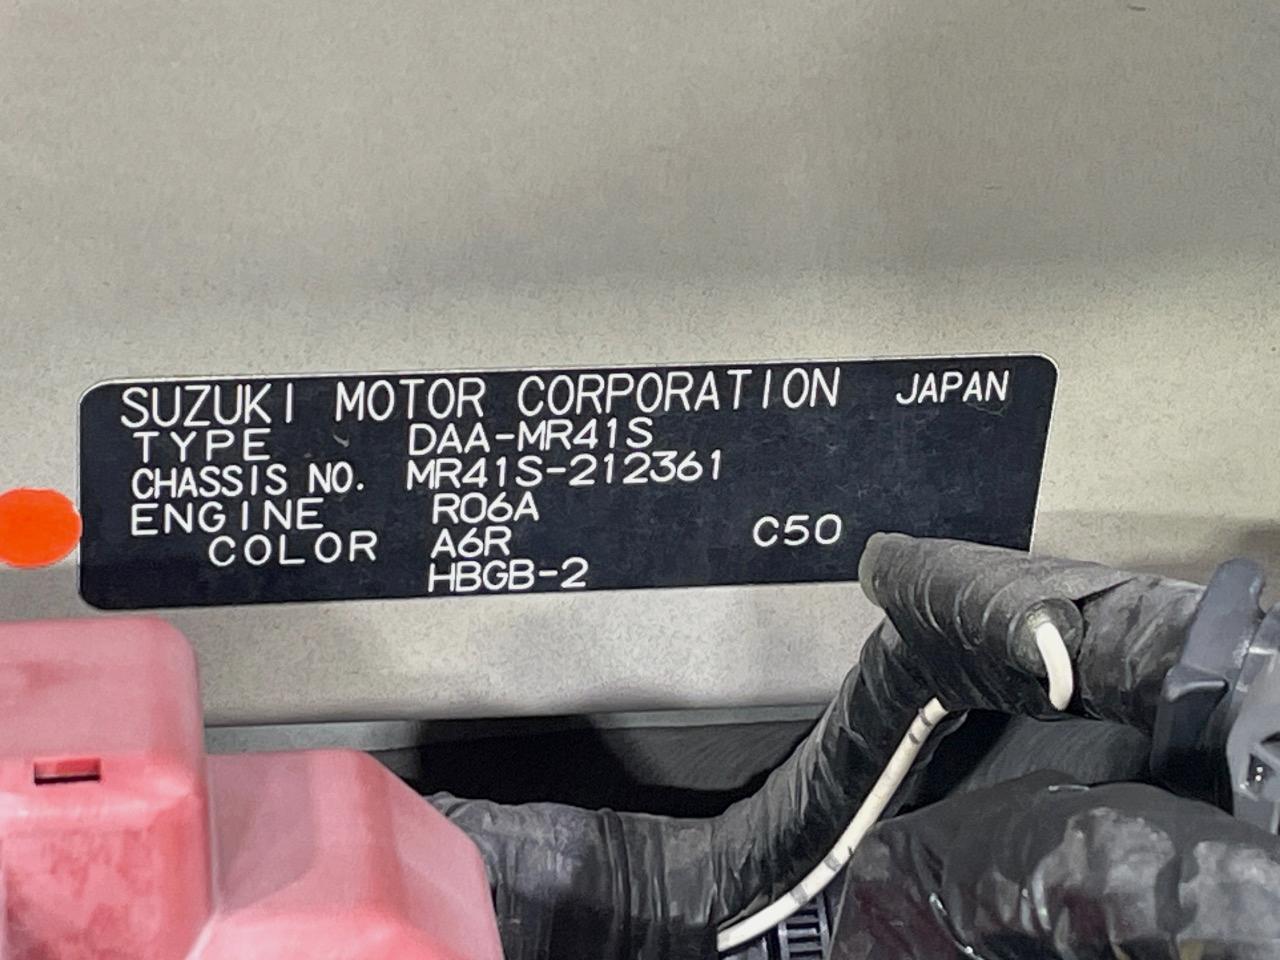 SUZUKI MOTOR CORPORATION JAPAN
TYPE DAA-MR41S
CHASSIS NO. MR41S-212361
ENGINE R06A
COLOR A6R C50
HBGB-2